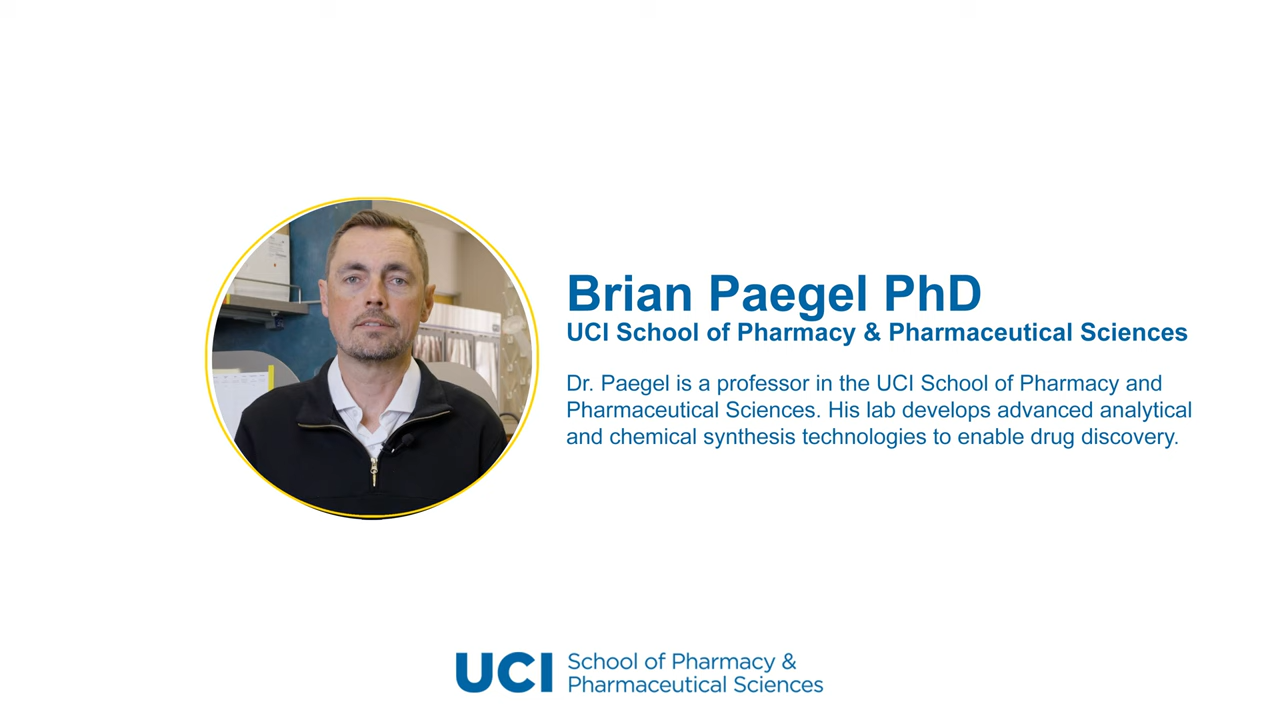 Brian Paegel PhD
UCI School of Pharmacy & Pharmaceutical Sciences
Dr. Paegel is a professor in the UCI School of Pharmacy and
Pharmaceutical Sciences. His lab develops advanced analytical
and chemical synthesis technologies to enable drug discovery.
UCI School of Pharmacy &
Pharmaceutical Sciences